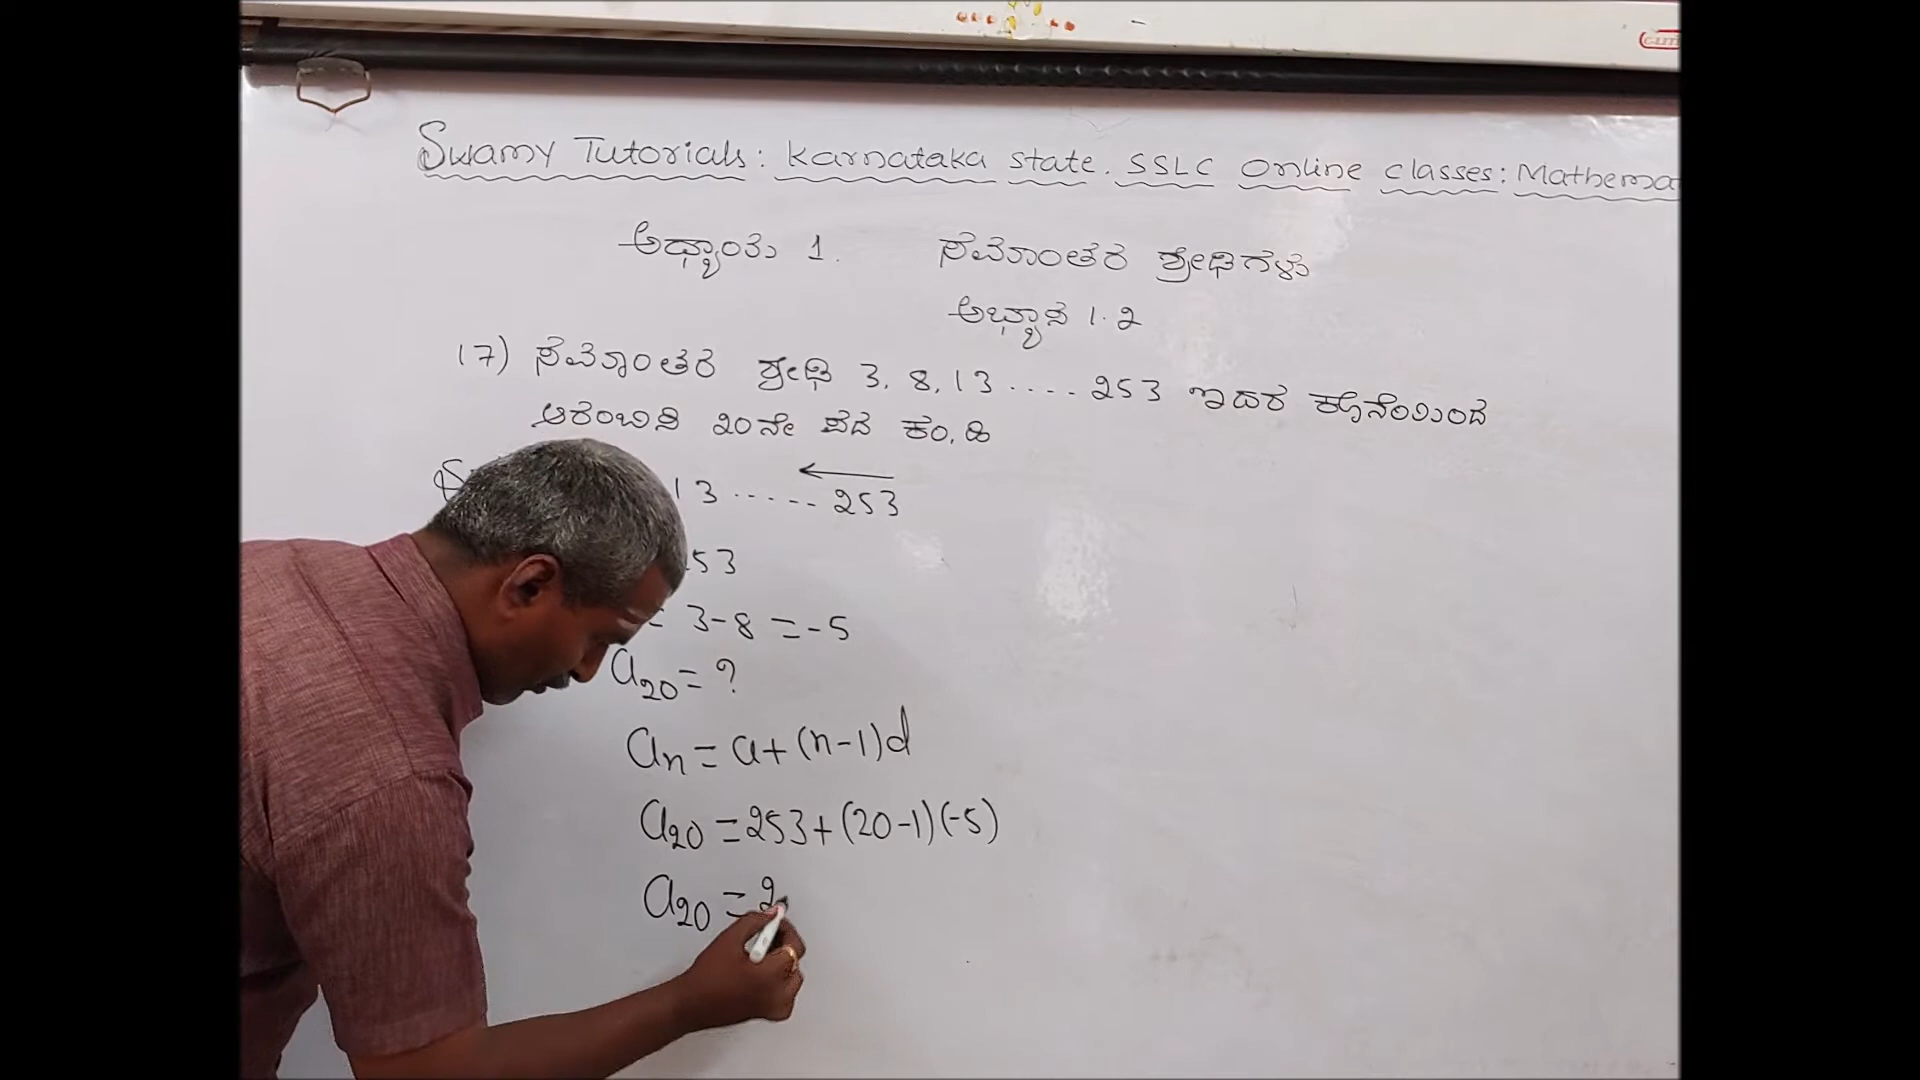 Swamy Tutorials: Karnataka state. SSLC Online classes: Mathema
ಅಧ್ಯಾಯ 1. ಸಮಾಂತರ ಶ್ರೇಢಿಗಳು
ಅಭ್ಯಾಸ 1.2
17) ಸಮಾಂತರ ಶ್ರೇಢಿ 3, 8, 13 ..... 253 ಇದರ ಕೊನೆಯಿಂದ
ಆರಂಭಿಸಿ 20ನೇ ಪದ ಕಂ.ಹಿ
13 ...... 253
53
= 3-8 = -5
a₂₀ = ?
aₙ = a+(n-1)d
a₂₀ = 253+(20-1)(-5)
a₂₀ = 2